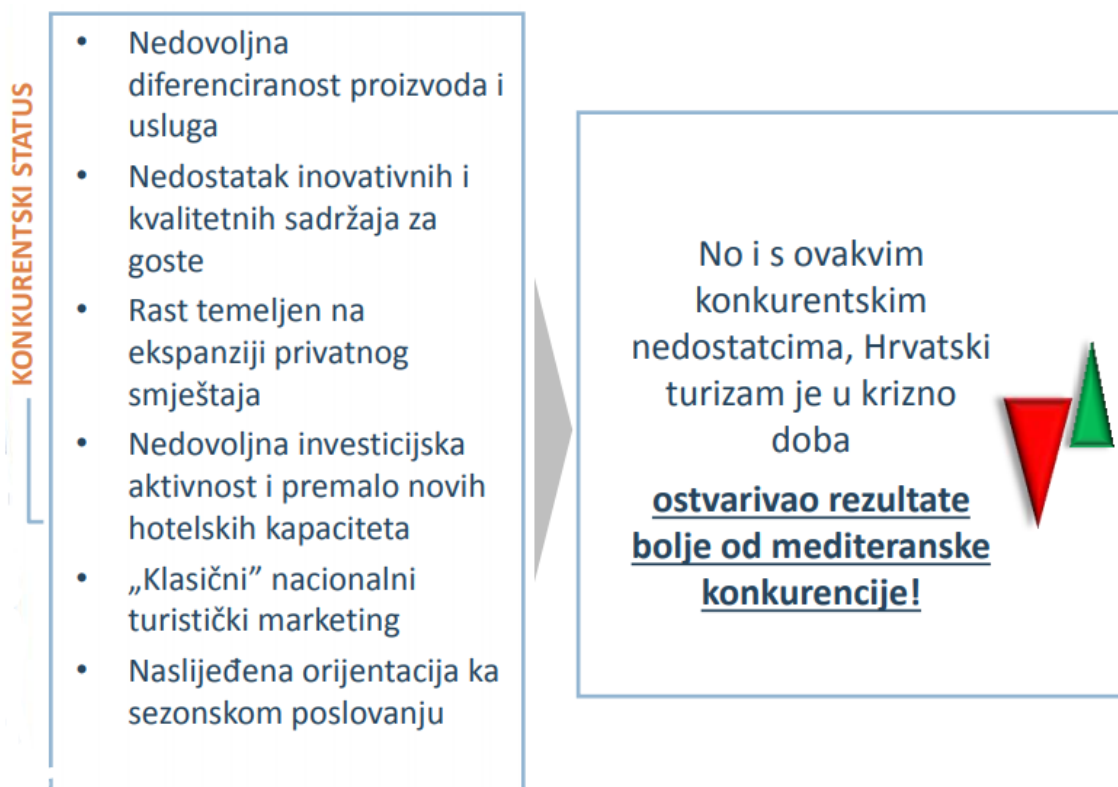 KONKURENTSKI STATUS
• Nedovoljna
diferenciranost proizvoda i
usluga
• Nedostatak inovativnih i
kvalitetnih sadržaja za
goste
• Rast temeljen na
ekspanziji privatnog
smještaja
• Nedovoljna investicijska
aktivnost i premalo novih
hotelskih kapaciteta
• „Klasični” nacionalni
turistički marketing
• Naslijeđena orijentacija ka
sezonskom poslovanju
No i s ovakvim
konkurentskim
nedostatcima, Hrvatski
turizam je u krizno
doba
ostvarivao rezultate
bolje od mediteranske
konkurencije!